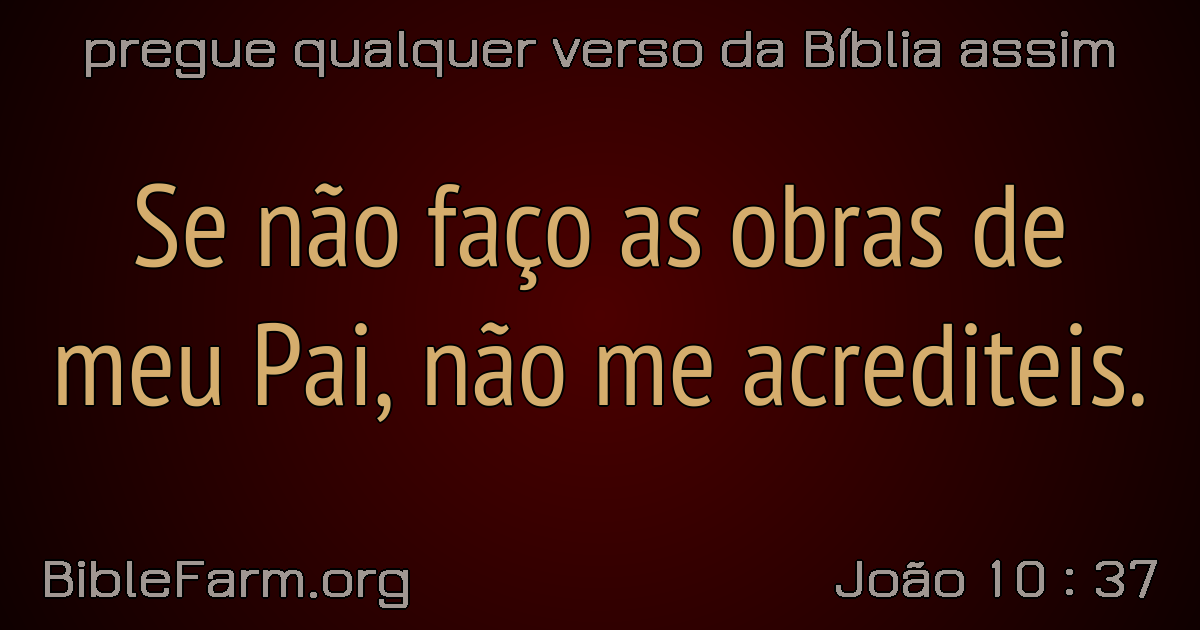 pregue qualquer verso da Bíblia assim
Se não faço as obras de
meu Pai, não me acrediteis.
BibleFarm.org
João 10 : 37